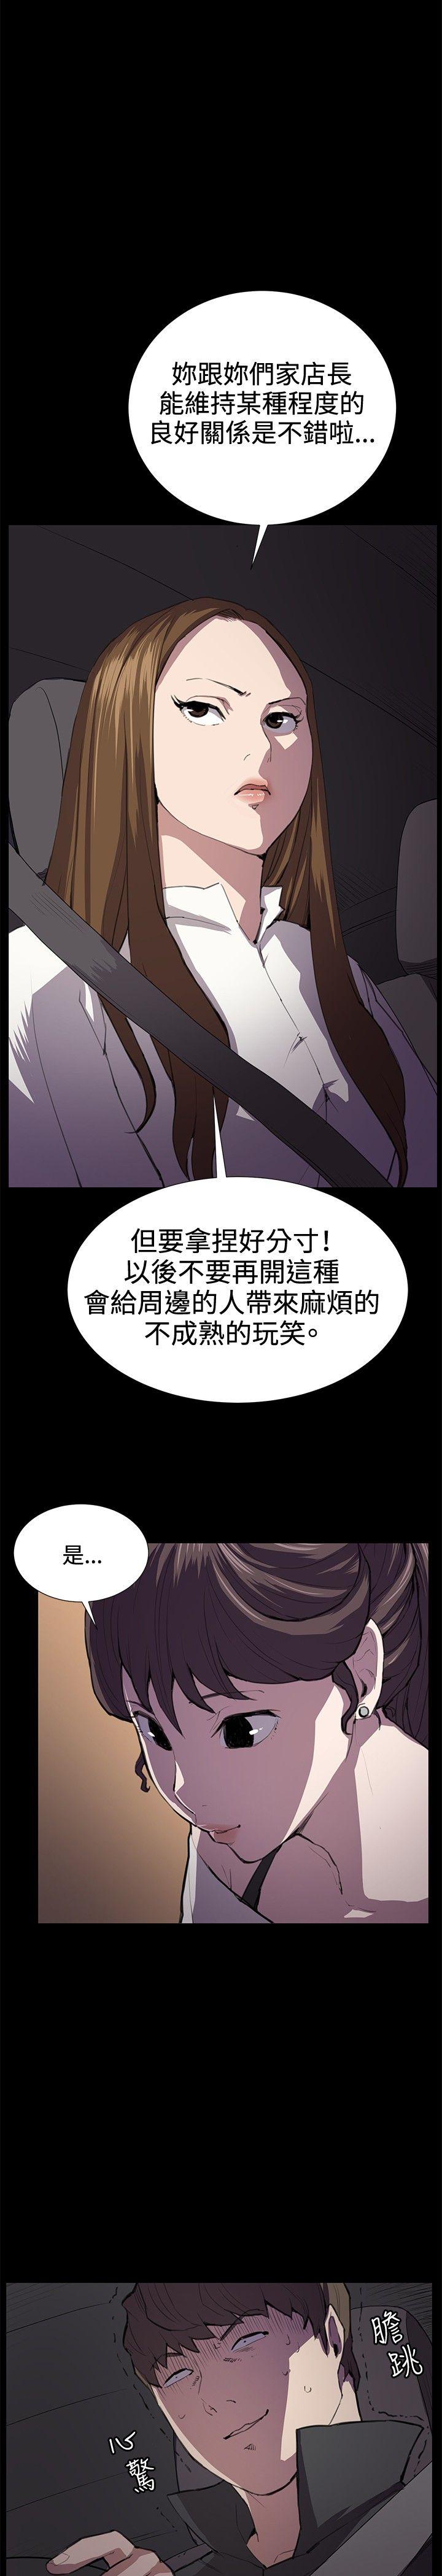 妳跟妳們家店長
能維持某種程度的
良好關係是不錯啦...
但要拿捏好分寸！
以後不要再開這種
會給周邊的人帶來麻煩的
不成熟的玩笑。
是...
膽跳
心驚